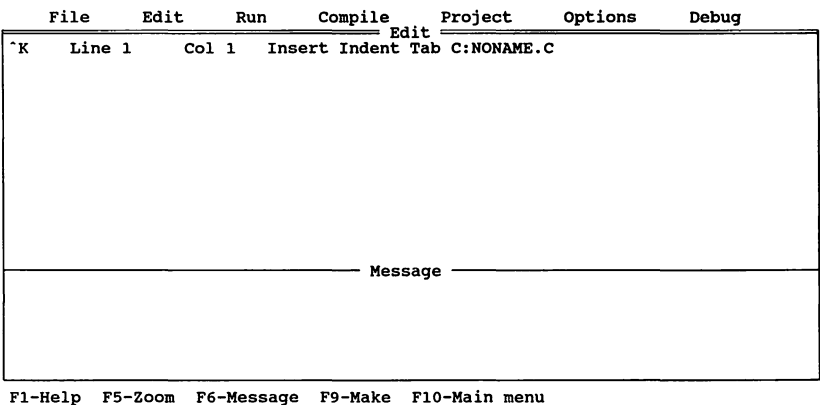 File Edit Run Compile Project Options Debug
Edit
^K Line 1 Col 1 Insert Indent Tab C:NONAME.C
Message
F1-Help F5-Zoom F6-Message F9-Make F10-Main menu